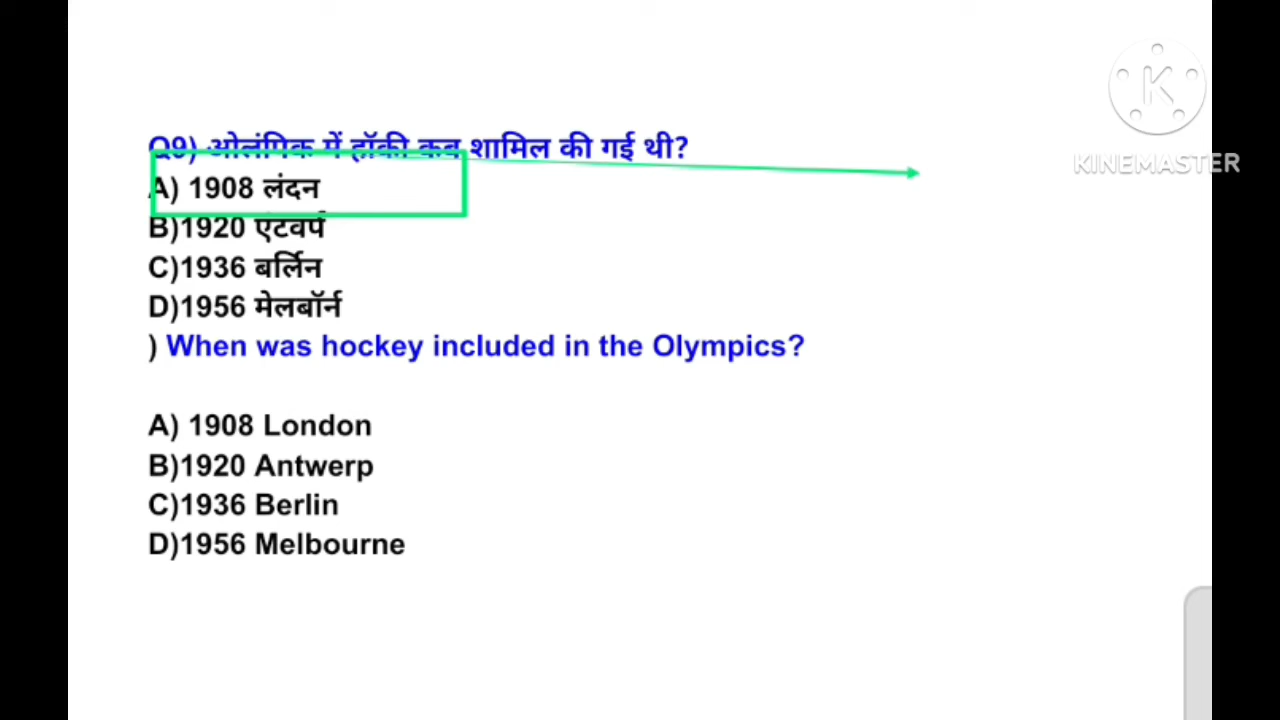 Q9) ओलंपिक में हॉकी कब शामिल की गई थी?
A) 1908 लंदन
B)1920 एंटवर्प
C)1936 बर्लिन
D)1956 मेलबॉर्न
) When was hockey included in the Olympics?
A) 1908 London
B)1920 Antwerp
C)1936 Berlin
D)1956 Melbourne
K
KINEMASTER